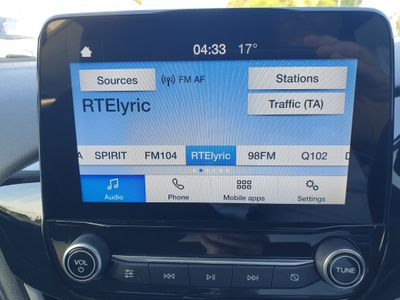 04:33 17°
Sources FM AF Stations
RTElyric Traffic (TA)
A SPIRIT FM104 RTElyric 98FM Q102 D
Audio Phone Mobile apps Settings
VOL TUNE